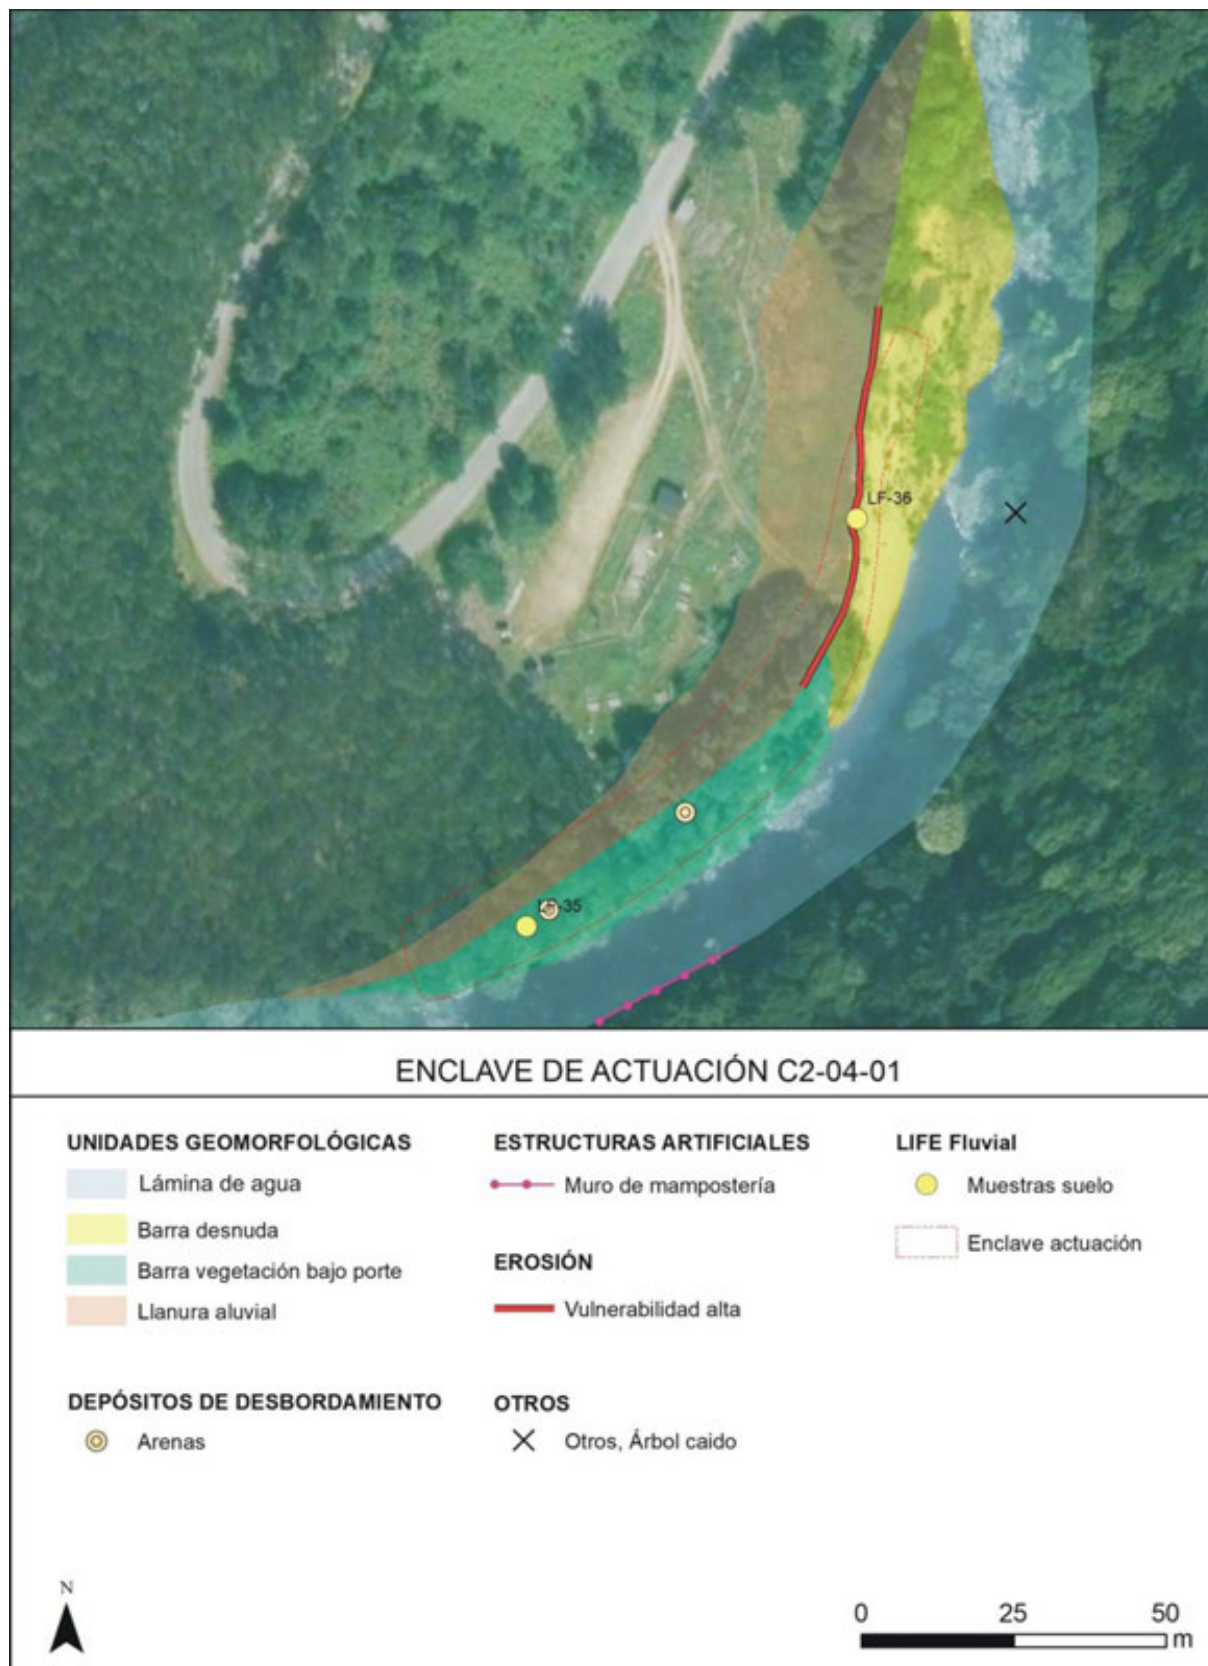 LF-36
LF-35
ENCLAVE DE ACTUACIÓN C2-04-01
UNIDADES GEOMORFOLÓGICAS
Lámina de agua
Barra desnuda
Barra vegetación bajo porte
Llanura aluvial
DEPÓSITOS DE DESBORDAMIENTO
Arenas
ESTRUCTURAS ARTIFICIALES
Muro de mampostería
EROSIÓN
Vulnerabilidad alta
OTROS
Otros, Árbol caido
LIFE Fluvial
Muestras suelo
Enclave actuación
N
0 25 50
m